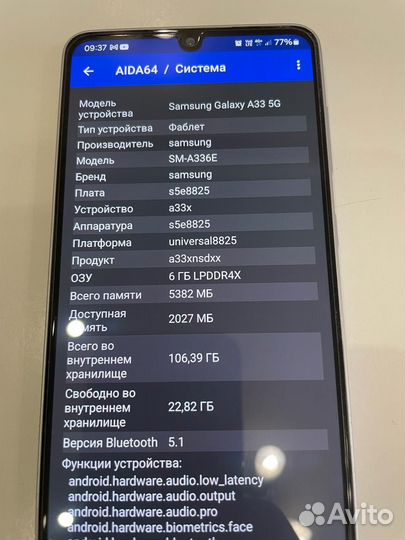 09:37 77%
AIDA64 / Система
Модель устройства Samsung Galaxy A33 5G
Тип устройства Фаблет
Производитель samsung
Модель SM-A336E
Бренд samsung
Плата s5e8825
Устройство a33x
Аппаратура s5e8825
Платформа universal8825
Продукт a33xnsdxx
ОЗУ 6 ГБ LPDDR4X
Всего памяти 5382 МБ
Доступная память 2027 МБ
Всего во внутреннем хранилище 106,39 ГБ
Свободно во внутреннем хранилище 22,82 ГБ
Версия Bluetooth 5.1
Функции устройства:
android.hardware.audio.low_latency
android.hardware.audio.output
android.hardware.audio.pro
android.hardware.biometrics.face
Avito